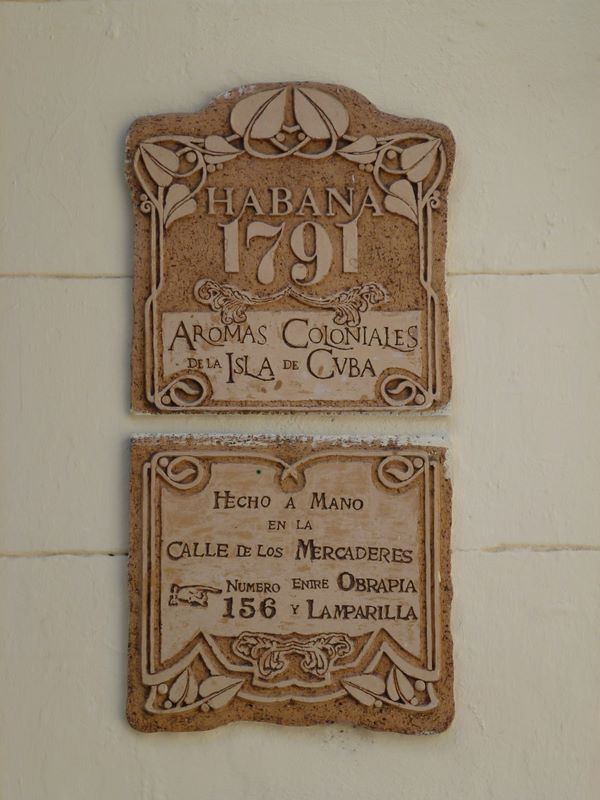 HABANA
1791
AROMAS COLONIALES
DE LA ISLA DE CVBA
HECHO A MANO
EN LA
CALLE DE LOS MERCADERES
NUMERO ENTRE OBRAPIA
156 Y LAMPARILLA